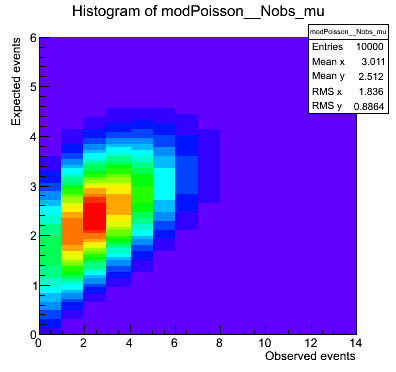 Histogram of modPoisson__Nobs_mu
modPoisson__Nobs_mu
Entries 10000
Mean x 3.011
Mean y 2.512
RMS x 1.836
RMS y 0.8864
Expected events
6
5
4
3
2
1
0
0 2 4 6 8 10 12 14
Observed events